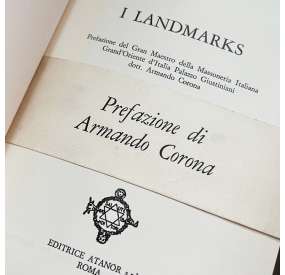 I LANDMARKS
Prefazione del Gran Maestro della Massoneria Italiana
Grand'Oriente d'Italia Palazzo Giustiniani
dott. Armando Corona
Prefazione di
Armando Corona
EDITRICE ATANOR
ROMA